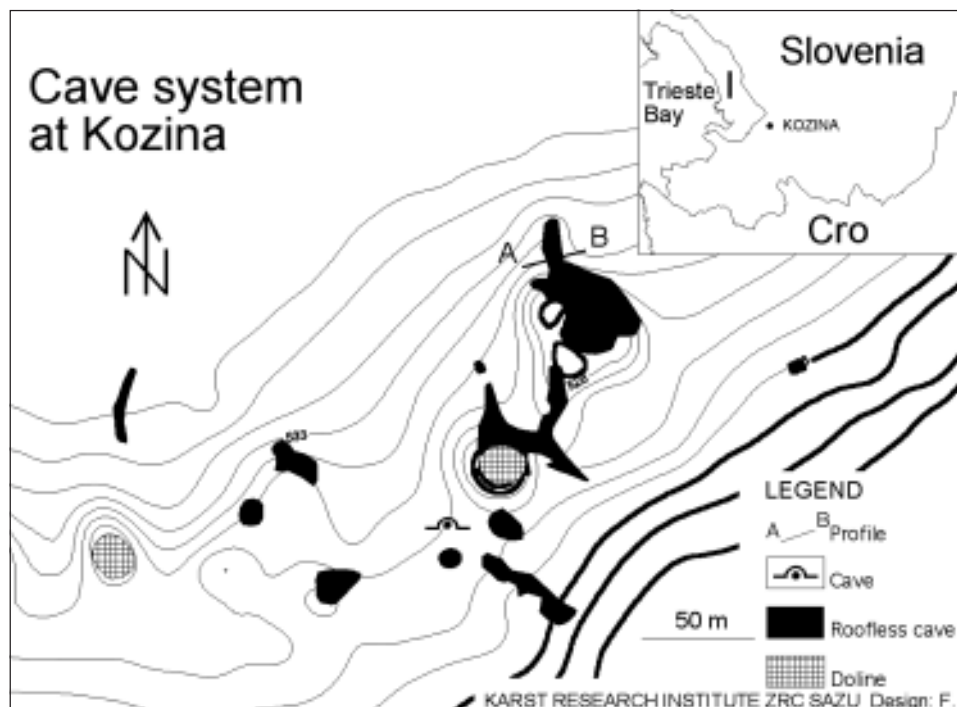 Cave system
at Kozina
Slovenia
Trieste
Bay
I
KOZINA
Cro
N
A
B
533
LEGEND
A
B
Profile
Cave
50 m
Roofless cave
Doline
KARST RESEARCH INSTITUTE ZRC SAZU Design: F.